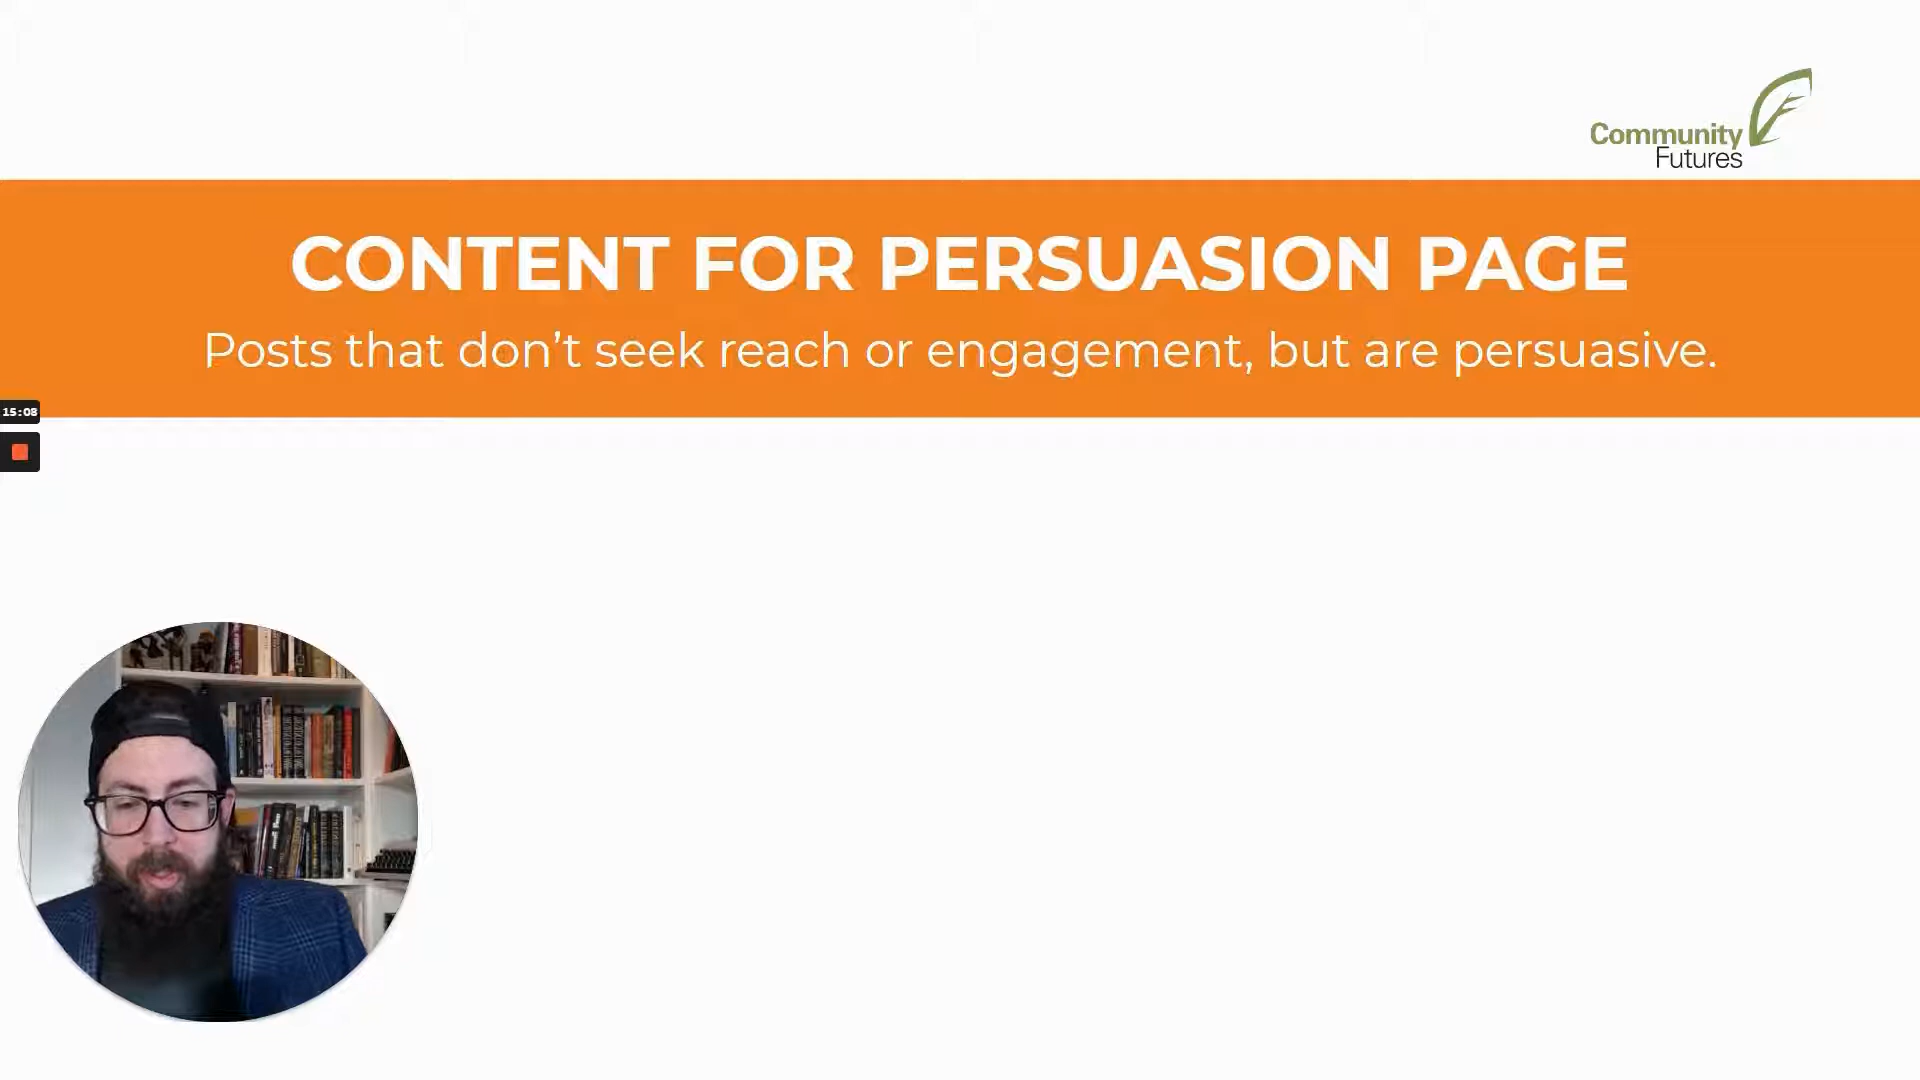 Community
Futures
CONTENT FOR PERSUASION PAGE
Posts that don’t seek reach or engagement, but are persuasive.
15:08